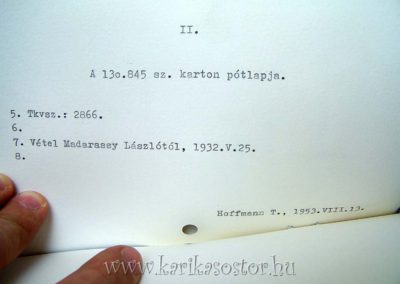 II.
A 13o.845 sz. karton pótlapja.
5. Tkvsz.: 2866.
6.
7. Vétel Madarassy Lászlótól, 1932.V.25.
8.
Hoffmann T., 1953.VIII.13.
www.karikasostor.hu